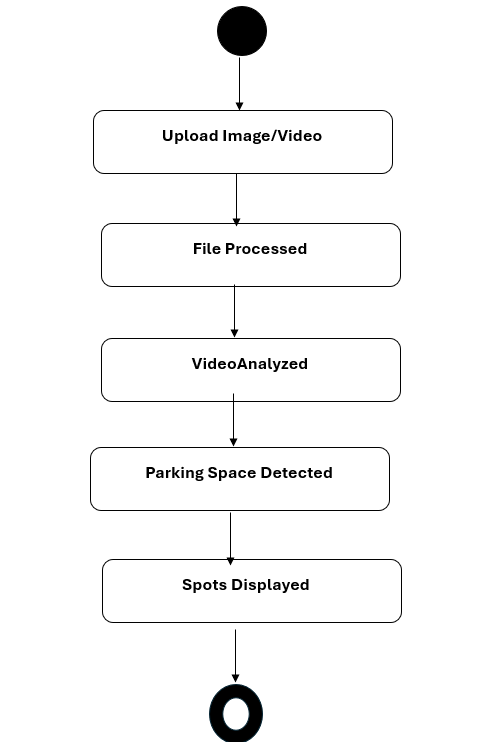 Upload Image/Video
File Processed
VideoAnalyzed
Parking Space Detected
Spots Displayed